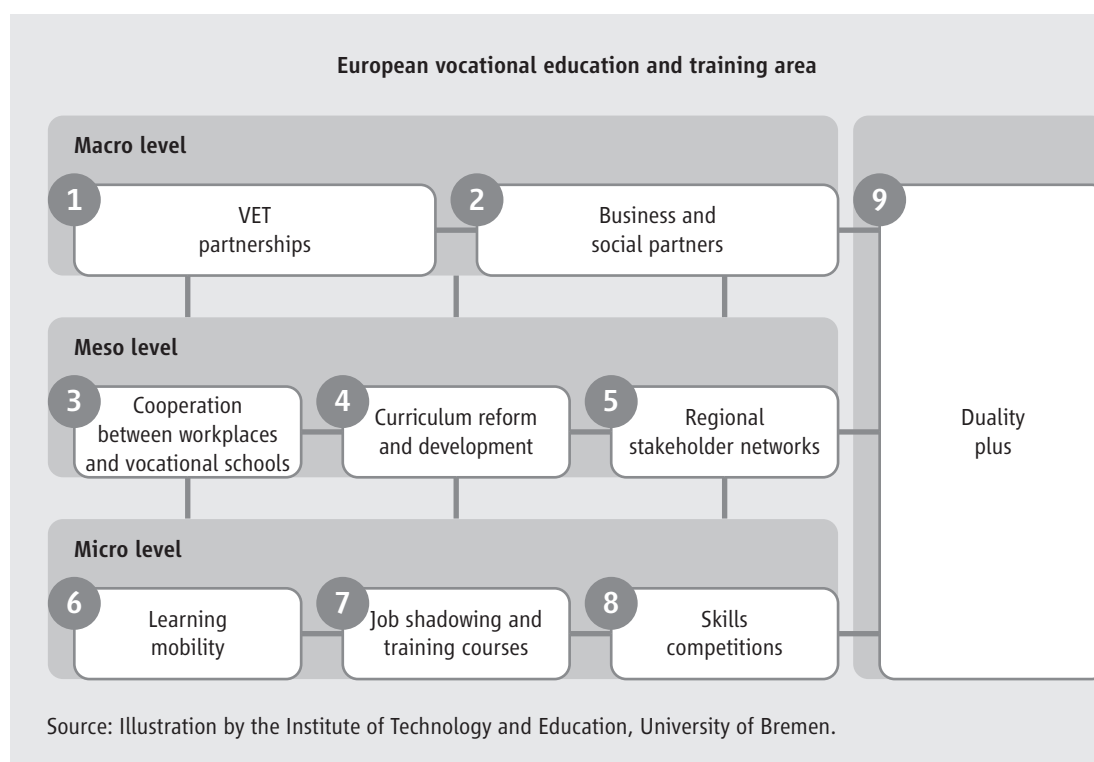 European vocational education and training area
Macro level
1
VET
partnerships
2
Business and
social partners
9
Duality
plus
Meso level
3
Cooperation
between workplaces
and vocational schools
4
Curriculum reform
and development
5
Regional
stakeholder networks
Micro level
6
Learning
mobility
7
Job shadowing and
training courses
8
Skills
competitions
Source: Illustration by the Institute of Technology and Education, University of Bremen.